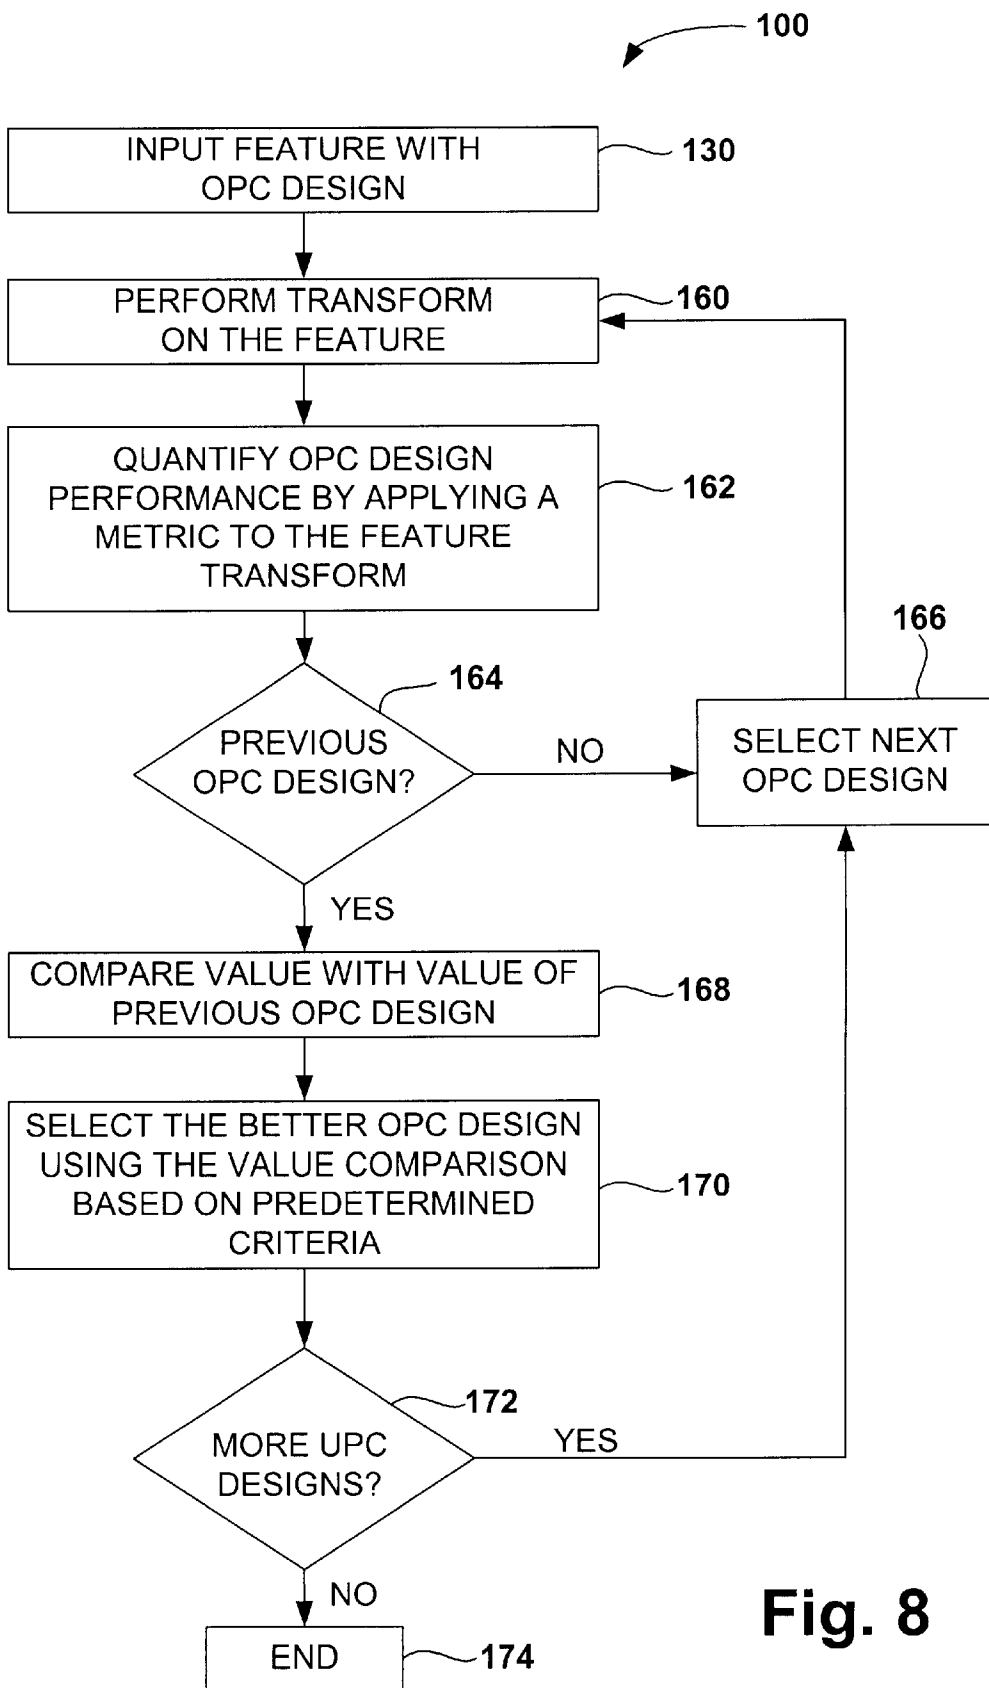 100
INPUT FEATURE WITH
OPC DESIGN
130
PERFORM TRANSFORM
ON THE FEATURE
160
QUANTIFY OPC DESIGN
PERFORMANCE BY APPLYING A
METRIC TO THE FEATURE
TRANSFORM
162
166
164
PREVIOUS
OPC DESIGN?
NO
SELECT NEXT
OPC DESIGN
YES
COMPARE VALUE WITH VALUE OF
PREVIOUS OPC DESIGN
168
SELECT THE BETTER OPC DESIGN
USING THE VALUE COMPARISON
BASED ON PREDETERMINED
CRITERIA
170
172
MORE UPC
DESIGNS?
YES
NO
END
174
Fig. 8